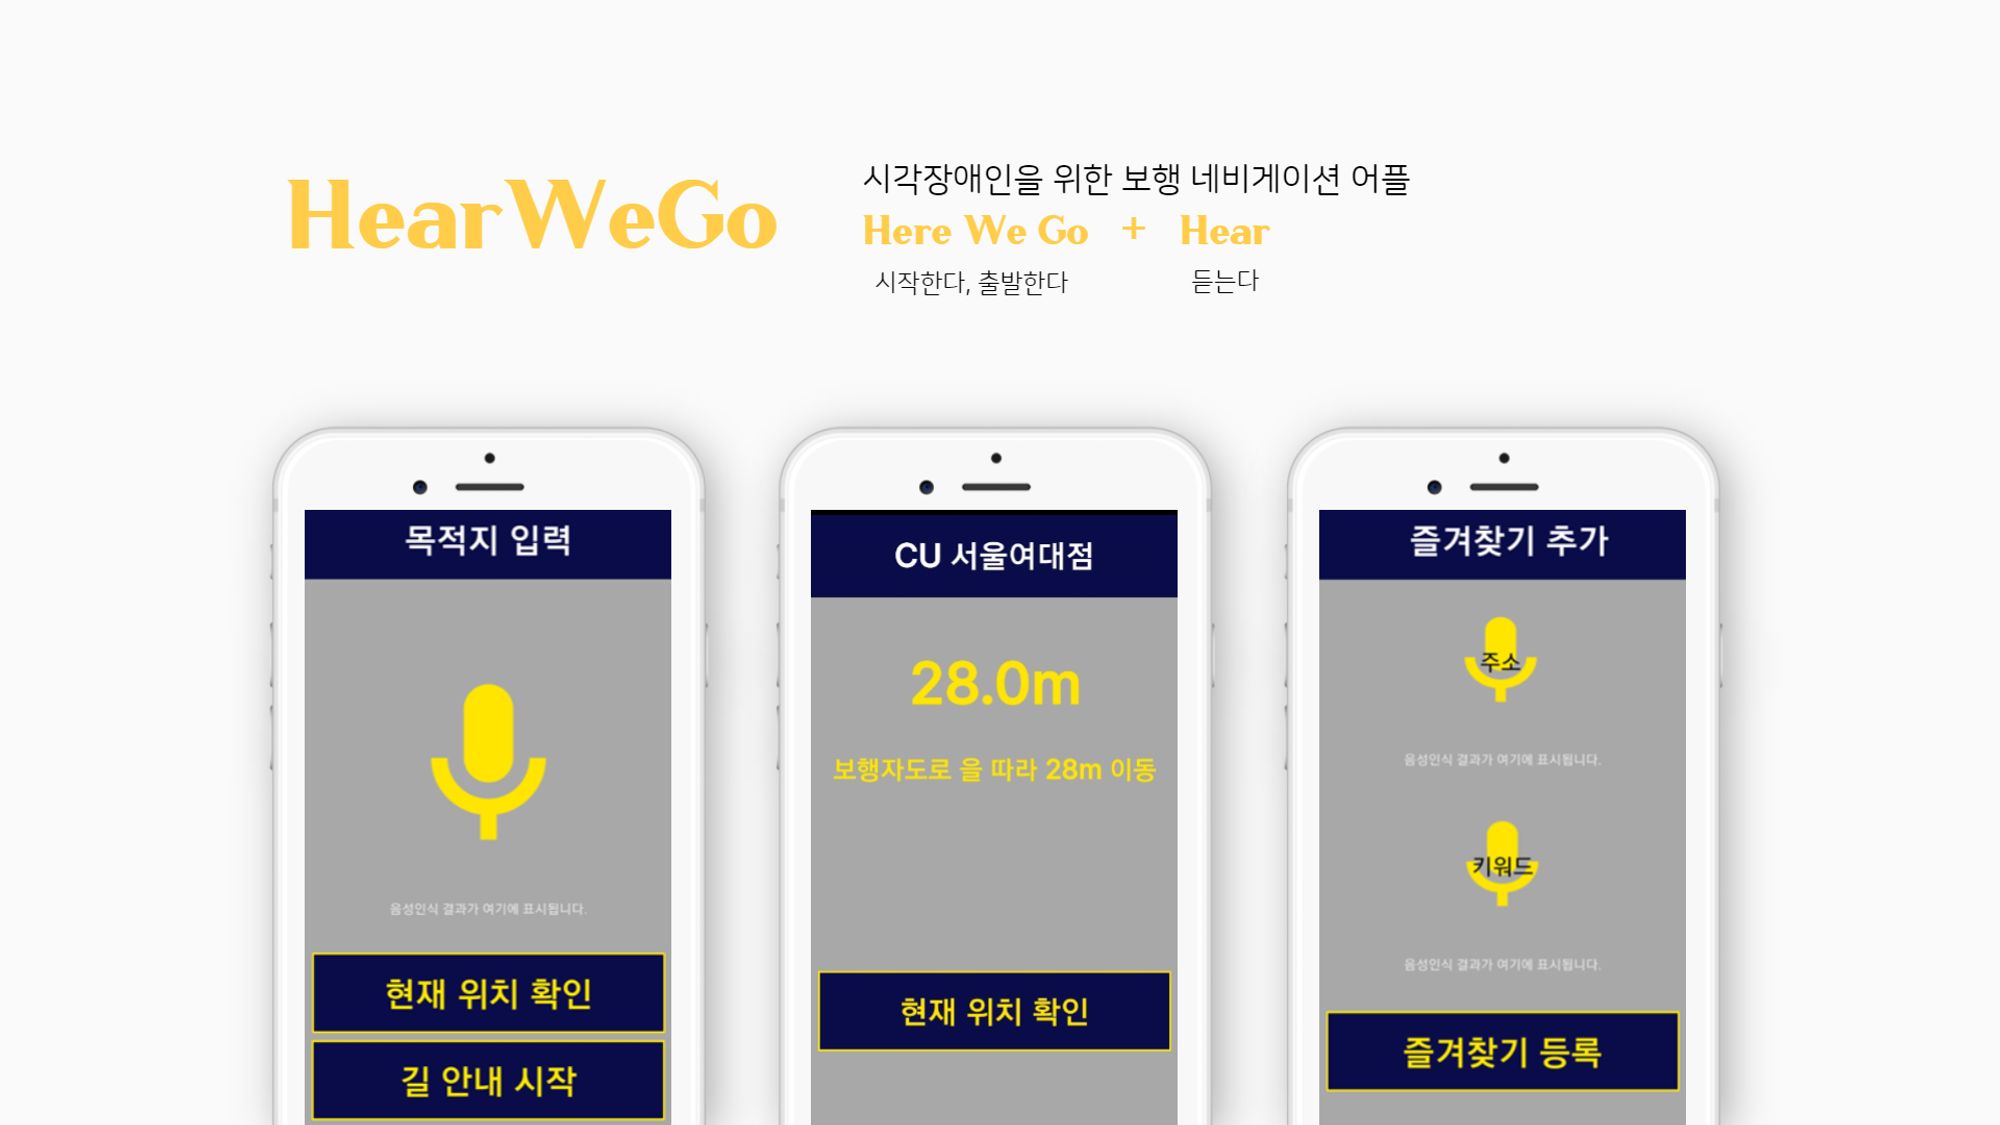 HearWeGo
시각장애인을 위한 보행 네비게이션 어플
Here We Go + Hear
시작한다, 출발한다 듣는다
목적지 입력
음성인식 결과가 여기에 표시됩니다.
현재 위치 확인
길 안내 시작
CU 서울여대점
28.0m
보행자도로 을 따라 28m 이동
현재 위치 확인
즐겨찾기 추가
주소
음성인식 결과가 여기에 표시됩니다.
키워드
음성인식 결과가 여기에 표시됩니다.
즐겨찾기 등록